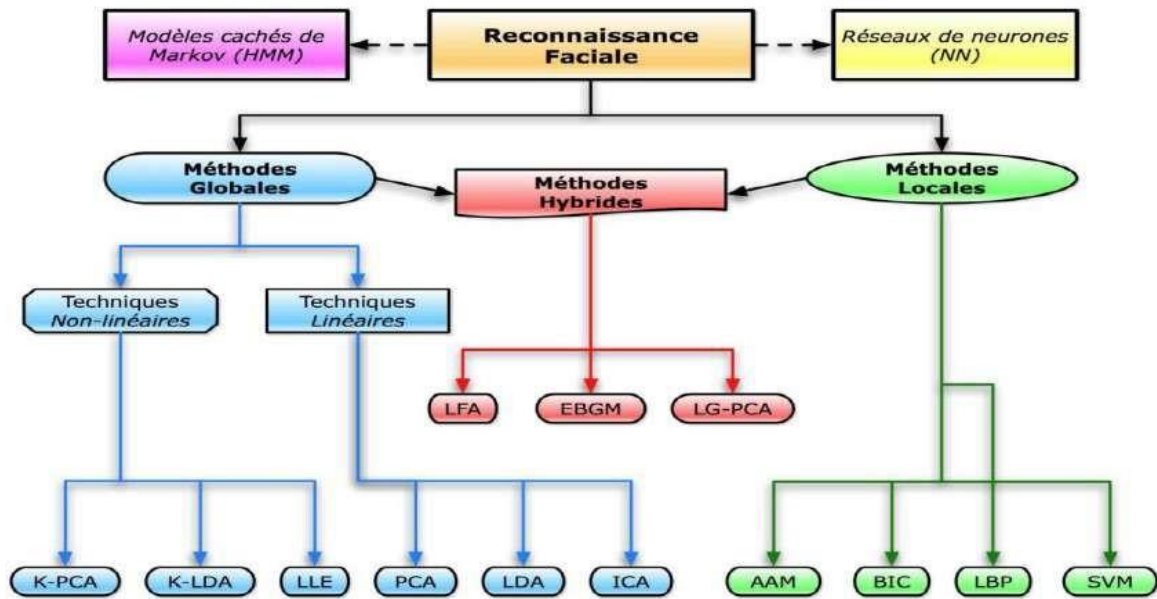 Modèles cachés de
Markov (HMM)
Reconnaissance
Faciale
Réseaux de neurones
(NN)
Méthodes
Globales
Méthodes
Hybrides
Méthodes
Locales
Techniques
Non-linéaires
Techniques
Linéaires
LFA
EBGM
LG-PCA
K-PCA
K-LDA
LLE
PCA
LDA
ICA
AAM
BIC
LBP
SVM